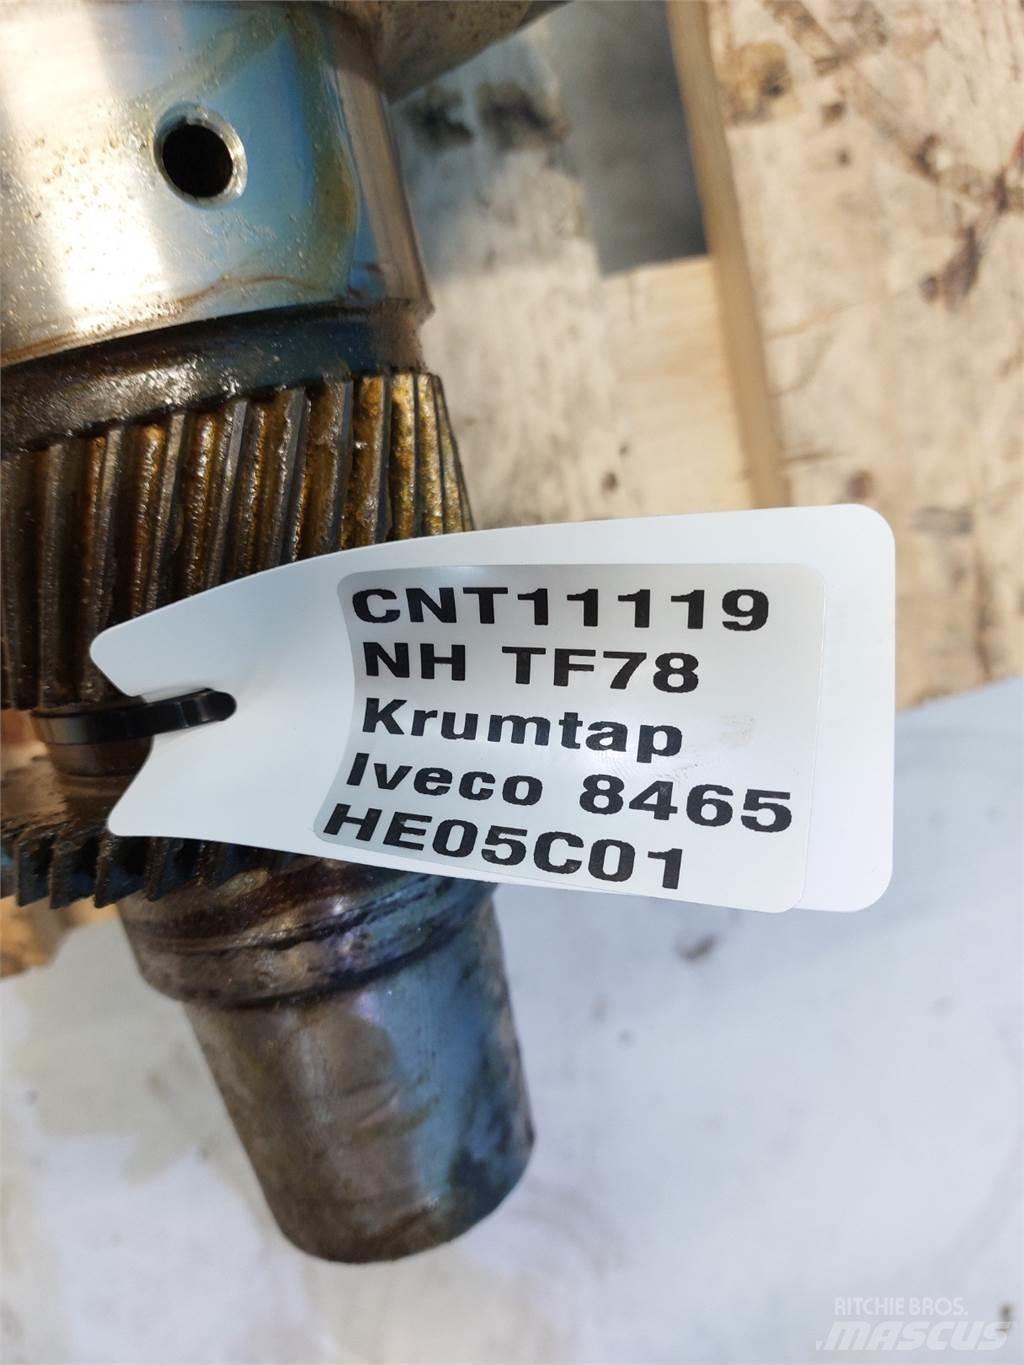 CNT11119
NH TF78
Krumtap
Iveco 8465
HE05C01
RITCHIE BROS.
MASCUS